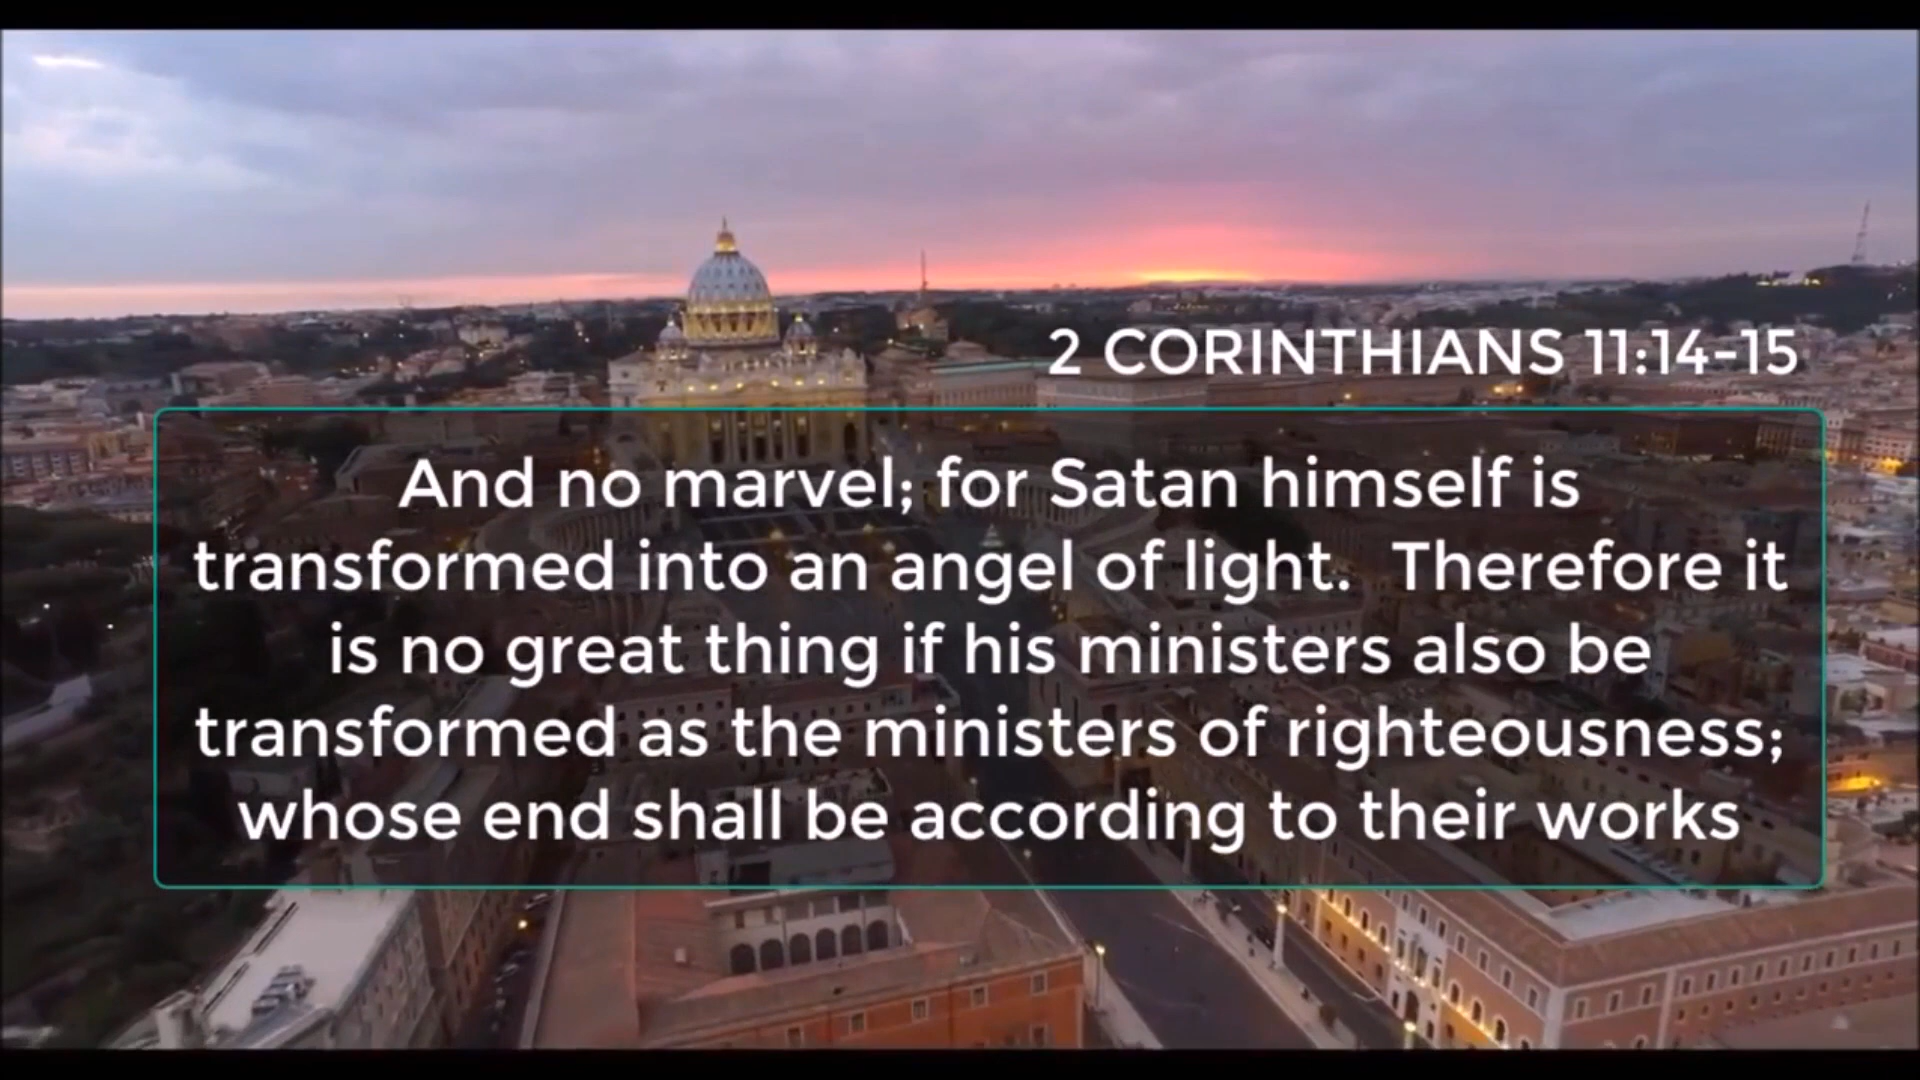 2 CORINTHIANS 11:14-15
And no marvel; for Satan himself is
transformed into an angel of light. Therefore it
is no great thing if his ministers also be
transformed as the ministers of righteousness;
whose end shall be according to their works